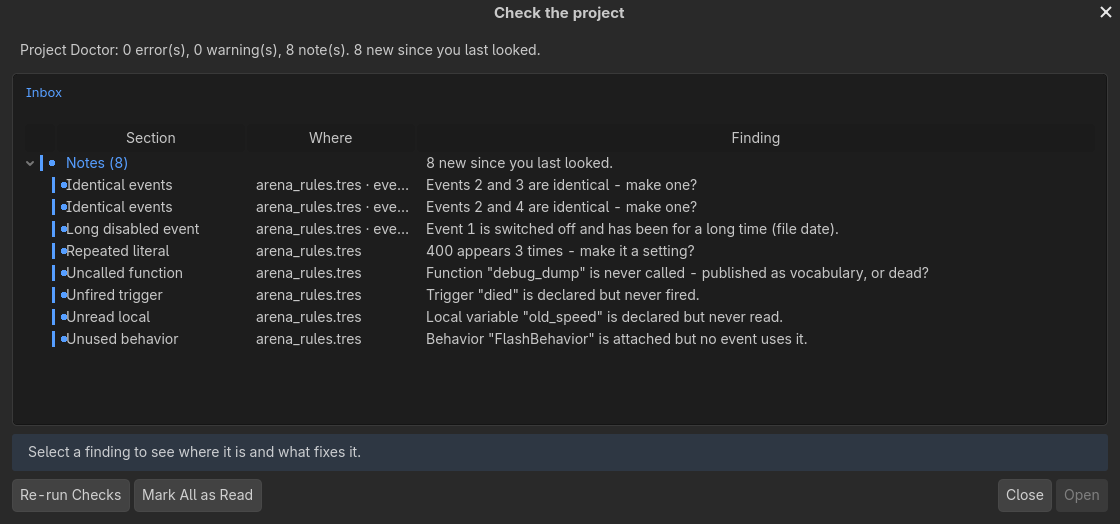 Check the project
Project Doctor: 0 error(s), 0 warning(s), 8 note(s). 8 new since you last looked.
Inbox
Section Where Finding
Notes (8) 8 new since you last looked.
Identical events arena_rules.tres · eve... Events 2 and 3 are identical - make one?
Identical events arena_rules.tres · eve... Events 2 and 4 are identical - make one?
Long disabled event arena_rules.tres · eve... Event 1 is switched off and has been for a long time (file date).
Repeated literal arena_rules.tres 400 appears 3 times - make it a setting?
Uncalled function arena_rules.tres Function "debug_dump" is never called - published as vocabulary, or dead?
Unfired trigger arena_rules.tres Trigger "died" is declared but never fired.
Unread local arena_rules.tres Local variable "old_speed" is declared but never read.
Unused behavior arena_rules.tres Behavior "FlashBehavior" is attached but no event uses it.
Select a finding to see where it is and what fixes it.
Re-run Checks Mark All as Read Close Open